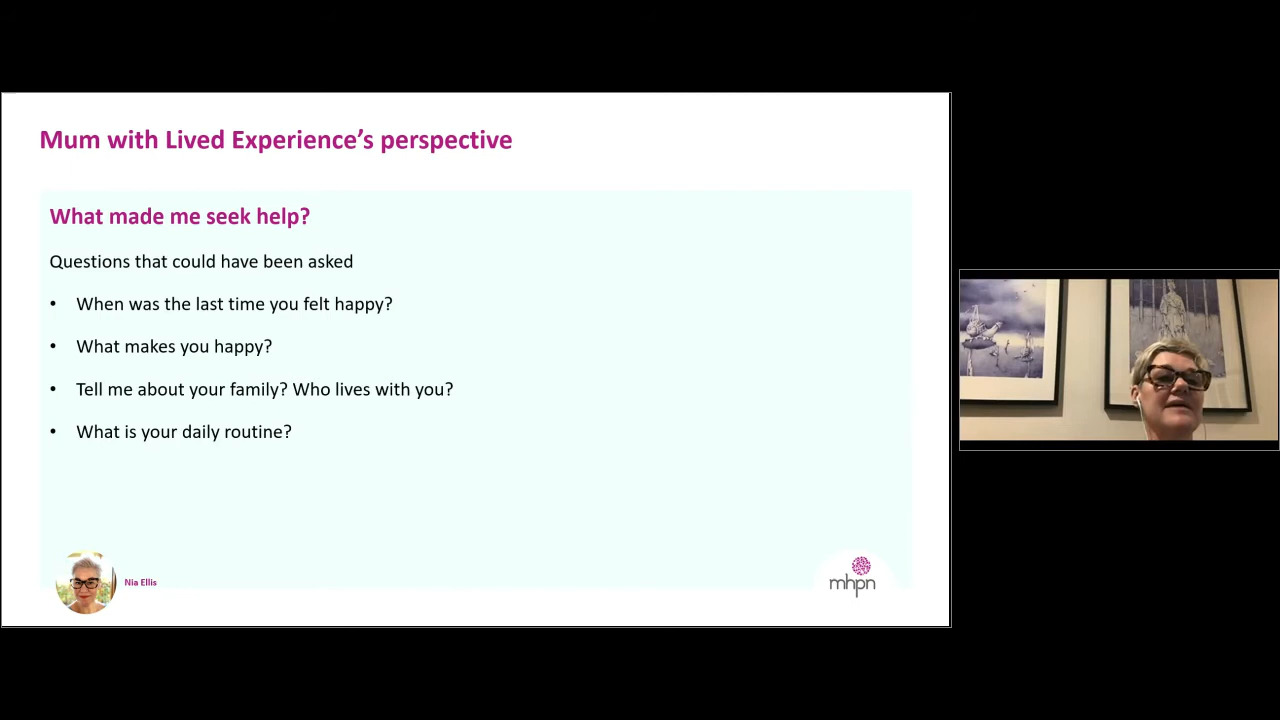 Mum with Lived Experience’s perspective
What made me seek help?
Questions that could have been asked
• When was the last time you felt happy?
• What makes you happy?
• Tell me about your family? Who lives with you?
• What is your daily routine?
Nia Ellis
mhpn